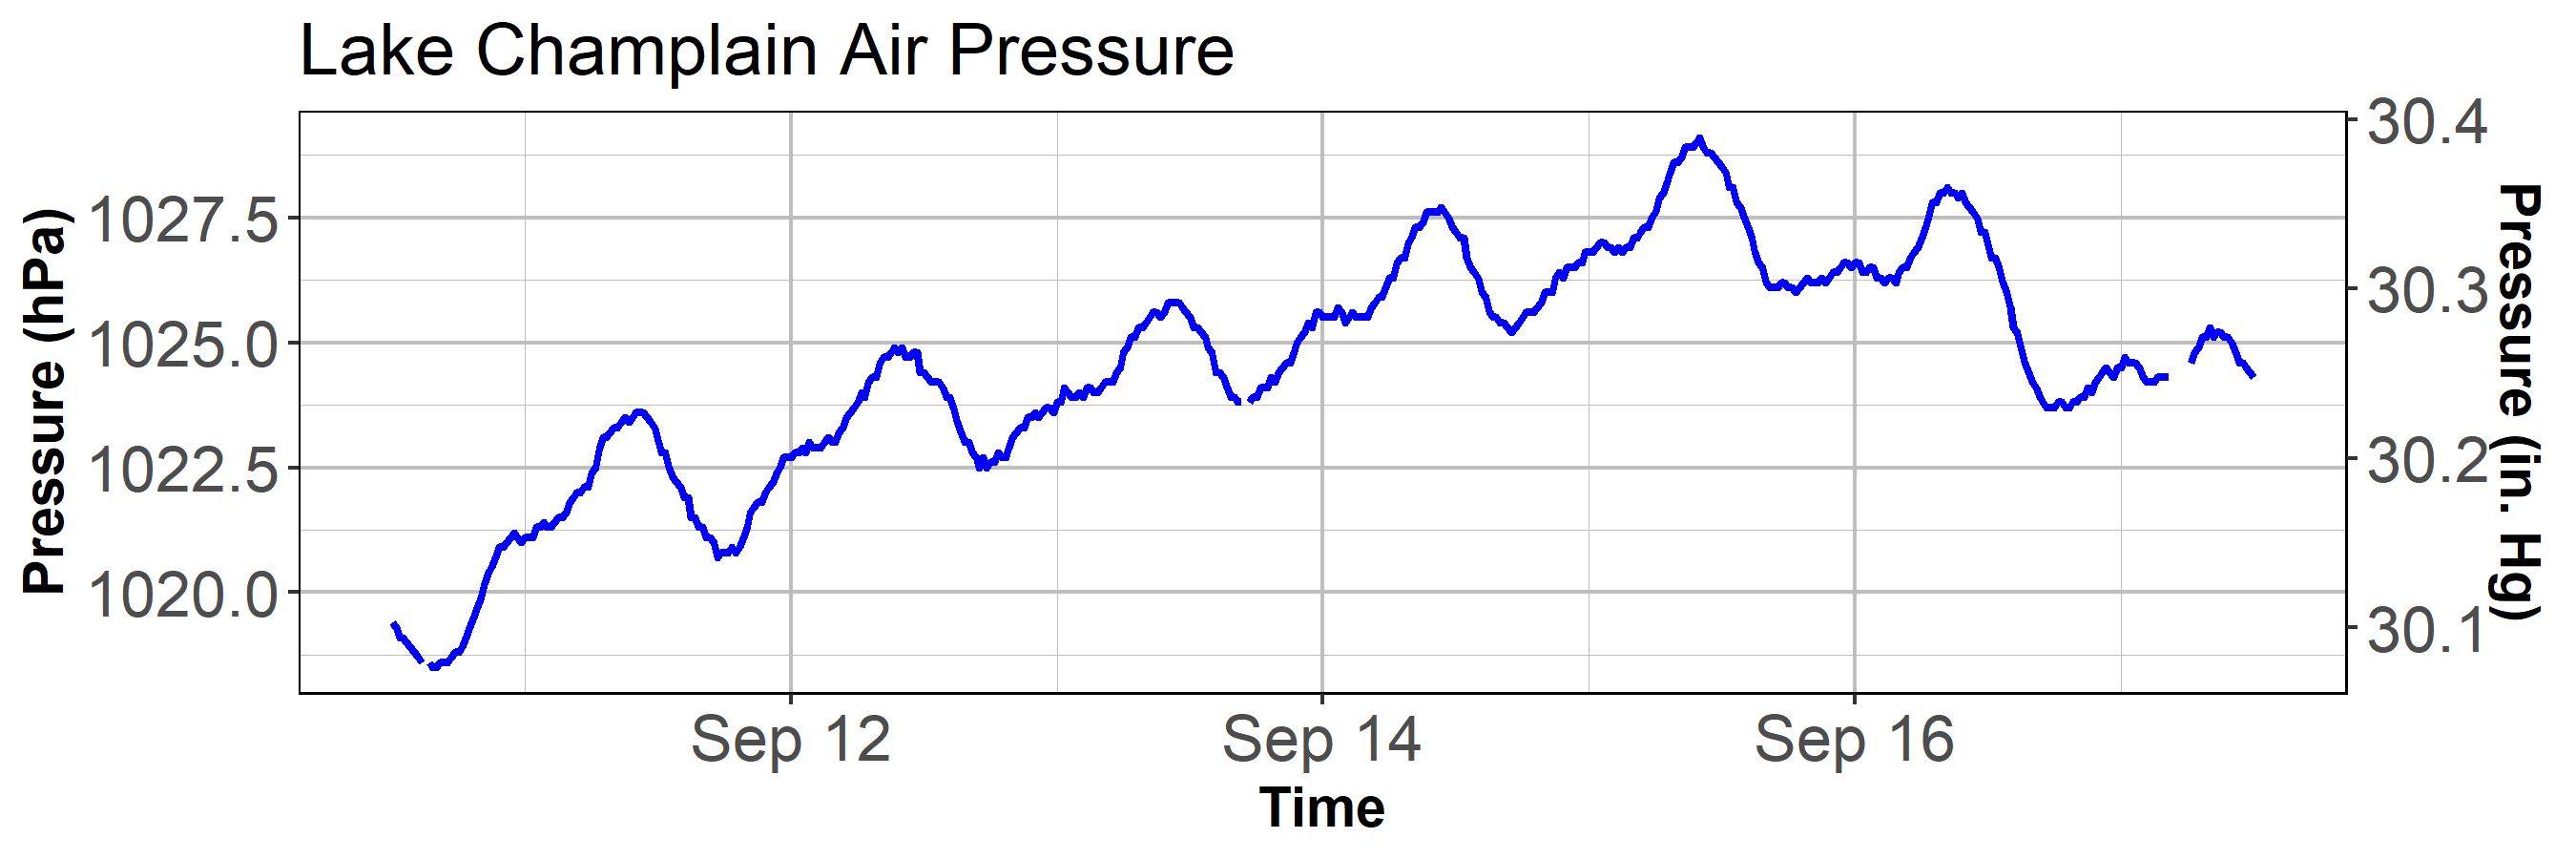 Lake Champlain Air Pressure
Pressure (hPa)
1027.5
1025.0
1022.5
1020.0
30.4
30.3
30.2
30.1
Pressure (in. Hg)
Sep 12
Sep 14
Sep 16
Time